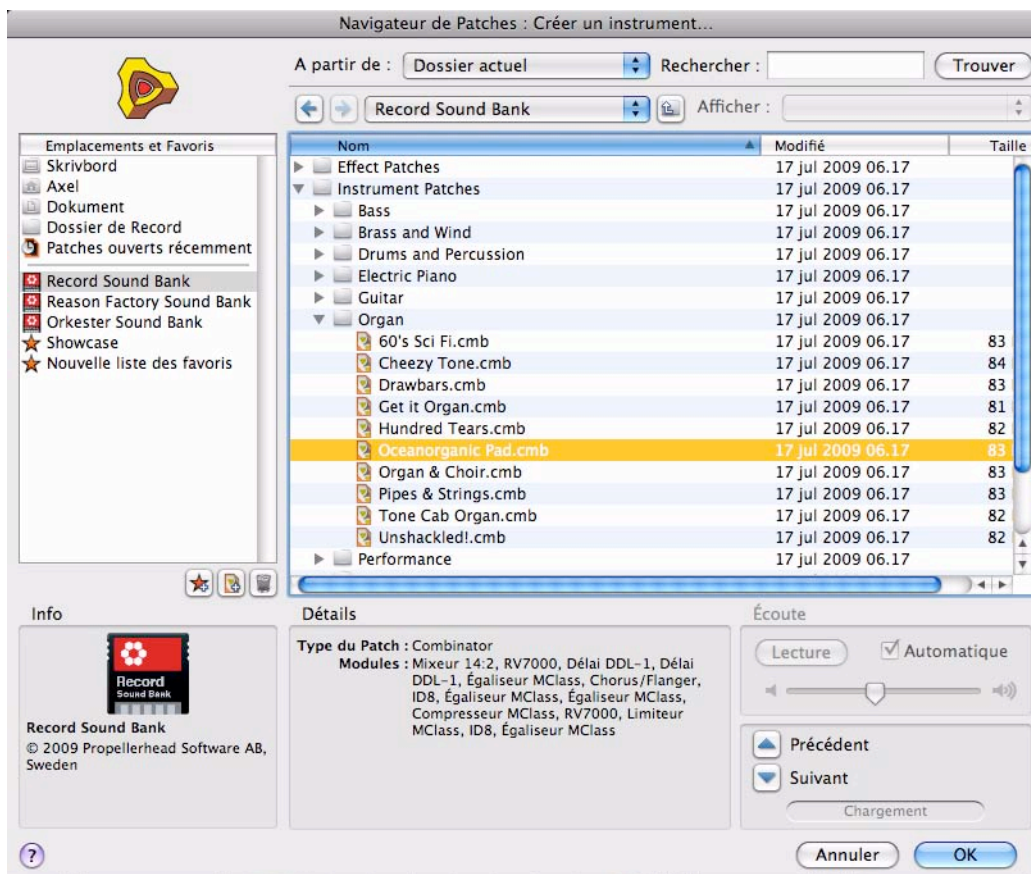 Navigateur de Patches : Créer un instrument...
A partir de : Dossier actuel Rechercher : Trouver
Record Sound Bank Afficher :
Emplacements et Favoris
Skrivbord
Axel
Dokument
Dossier de Record
Patches ouverts récemment
Record Sound Bank
Reason Factory Sound Bank
Orkester Sound Bank
Showcase
Nouvelle liste des favoris
Nom Modifié Taille
Effect Patches 17 jul 2009 06.17
Instrument Patches 17 jul 2009 06.17
Bass 17 jul 2009 06.17
Brass and Wind 17 jul 2009 06.17
Drums and Percussion 17 jul 2009 06.17
Electric Piano 17 jul 2009 06.17
Guitar 17 jul 2009 06.17
Organ 17 jul 2009 06.17
60's Sci Fi.cmb 17 jul 2009 06.17 83
Cheezy Tone.cmb 17 jul 2009 06.17 84
Drawbars.cmb 17 jul 2009 06.17 83
Get it Organ.cmb 17 jul 2009 06.17 81
Hundred Tears.cmb 17 jul 2009 06.17 82
Oceanorganic Pad.cmb 17 jul 2009 06.17 83
Organ & Choir.cmb 17 jul 2009 06.17 83
Pipes & Strings.cmb 17 jul 2009 06.17 83
Tone Cab Organ.cmb 17 jul 2009 06.17 82
Unshackled!.cmb 17 jul 2009 06.17 82
Performance 17 jul 2009 06.17
Info
Record
Sound Bank
Record Sound Bank
© 2009 Propellerhead Software AB,
Sweden
Détails
Type du Patch : Combinator
Modules : Mixeur 14:2, RV7000, Délai DDL-1, Délai
DDL-1, Égaliseur MClass, Chorus/Flanger,
ID8, Égaliseur MClass, Égaliseur MClass,
Compresseur MClass, RV7000, Limiteur
MClass, ID8, Égaliseur MClass
Écoute
Lecture Automatique
Précédent
Suivant
Chargement
? Annuler OK